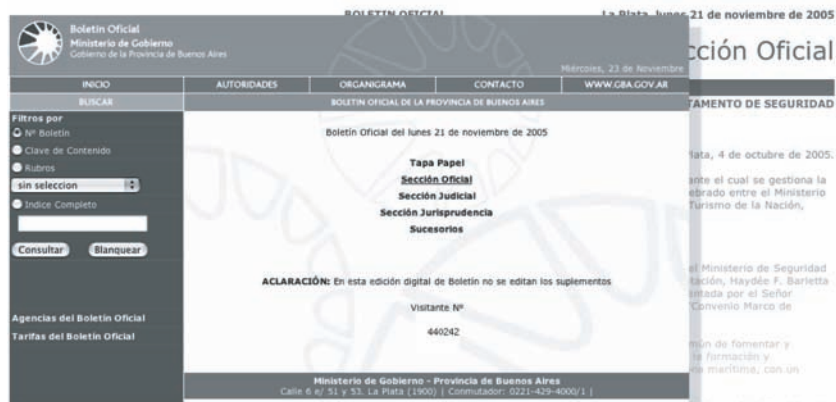 BOLETIN OFICIAL
La Plata, lunes 21 de noviembre de 2005
Boletín Oficial
Ministerio de Gobierno
Gobierno de la Provincia de Buenos Aires
Miércoles, 23 de Noviembre
cción Oficial
INICIO
AUTORIDADES
ORGANIGRAMA
CONTACTO
WWW.GBA.GOV.AR
BUSCAR
BOLETIN OFICIAL DE LA PROVINCIA DE BUENOS AIRES
TAMENTO DE SEGURIDAD
Filtros por
Nº Boletín
Clave de Contenido
Rubros
sin seleccion
Indice Completo
Consultar
Blanquear
Agencias del Boletín Oficial
Tarifas del Boletín Oficial
Boletín Oficial del lunes 21 de noviembre de 2005
Tapa Papel
Sección Oficial
Sección Judicial
Sección Jurisprudencia
Sucesorios
ACLARACIÓN: En esta edición digital de Boletín no se editan los suplementos
Visitante Nº
440242
lata, 4 de octubre de 2005.
ante el cual se gestiona la
ebrado entre el Ministerio
Turismo de la Nación,
el Ministerio de Seguridad
tación, Haydée F. Barletta
entada por el Señor
"Convenio Marco de
mún de fomentar y
la formación y
ona marítima, con un
Ministerio de Gobierno - Provincia de Buenos Aires
Calle 6 e/ 51 y 53. La Plata (1900) | Conmutador: 0221-429-4000/1 |